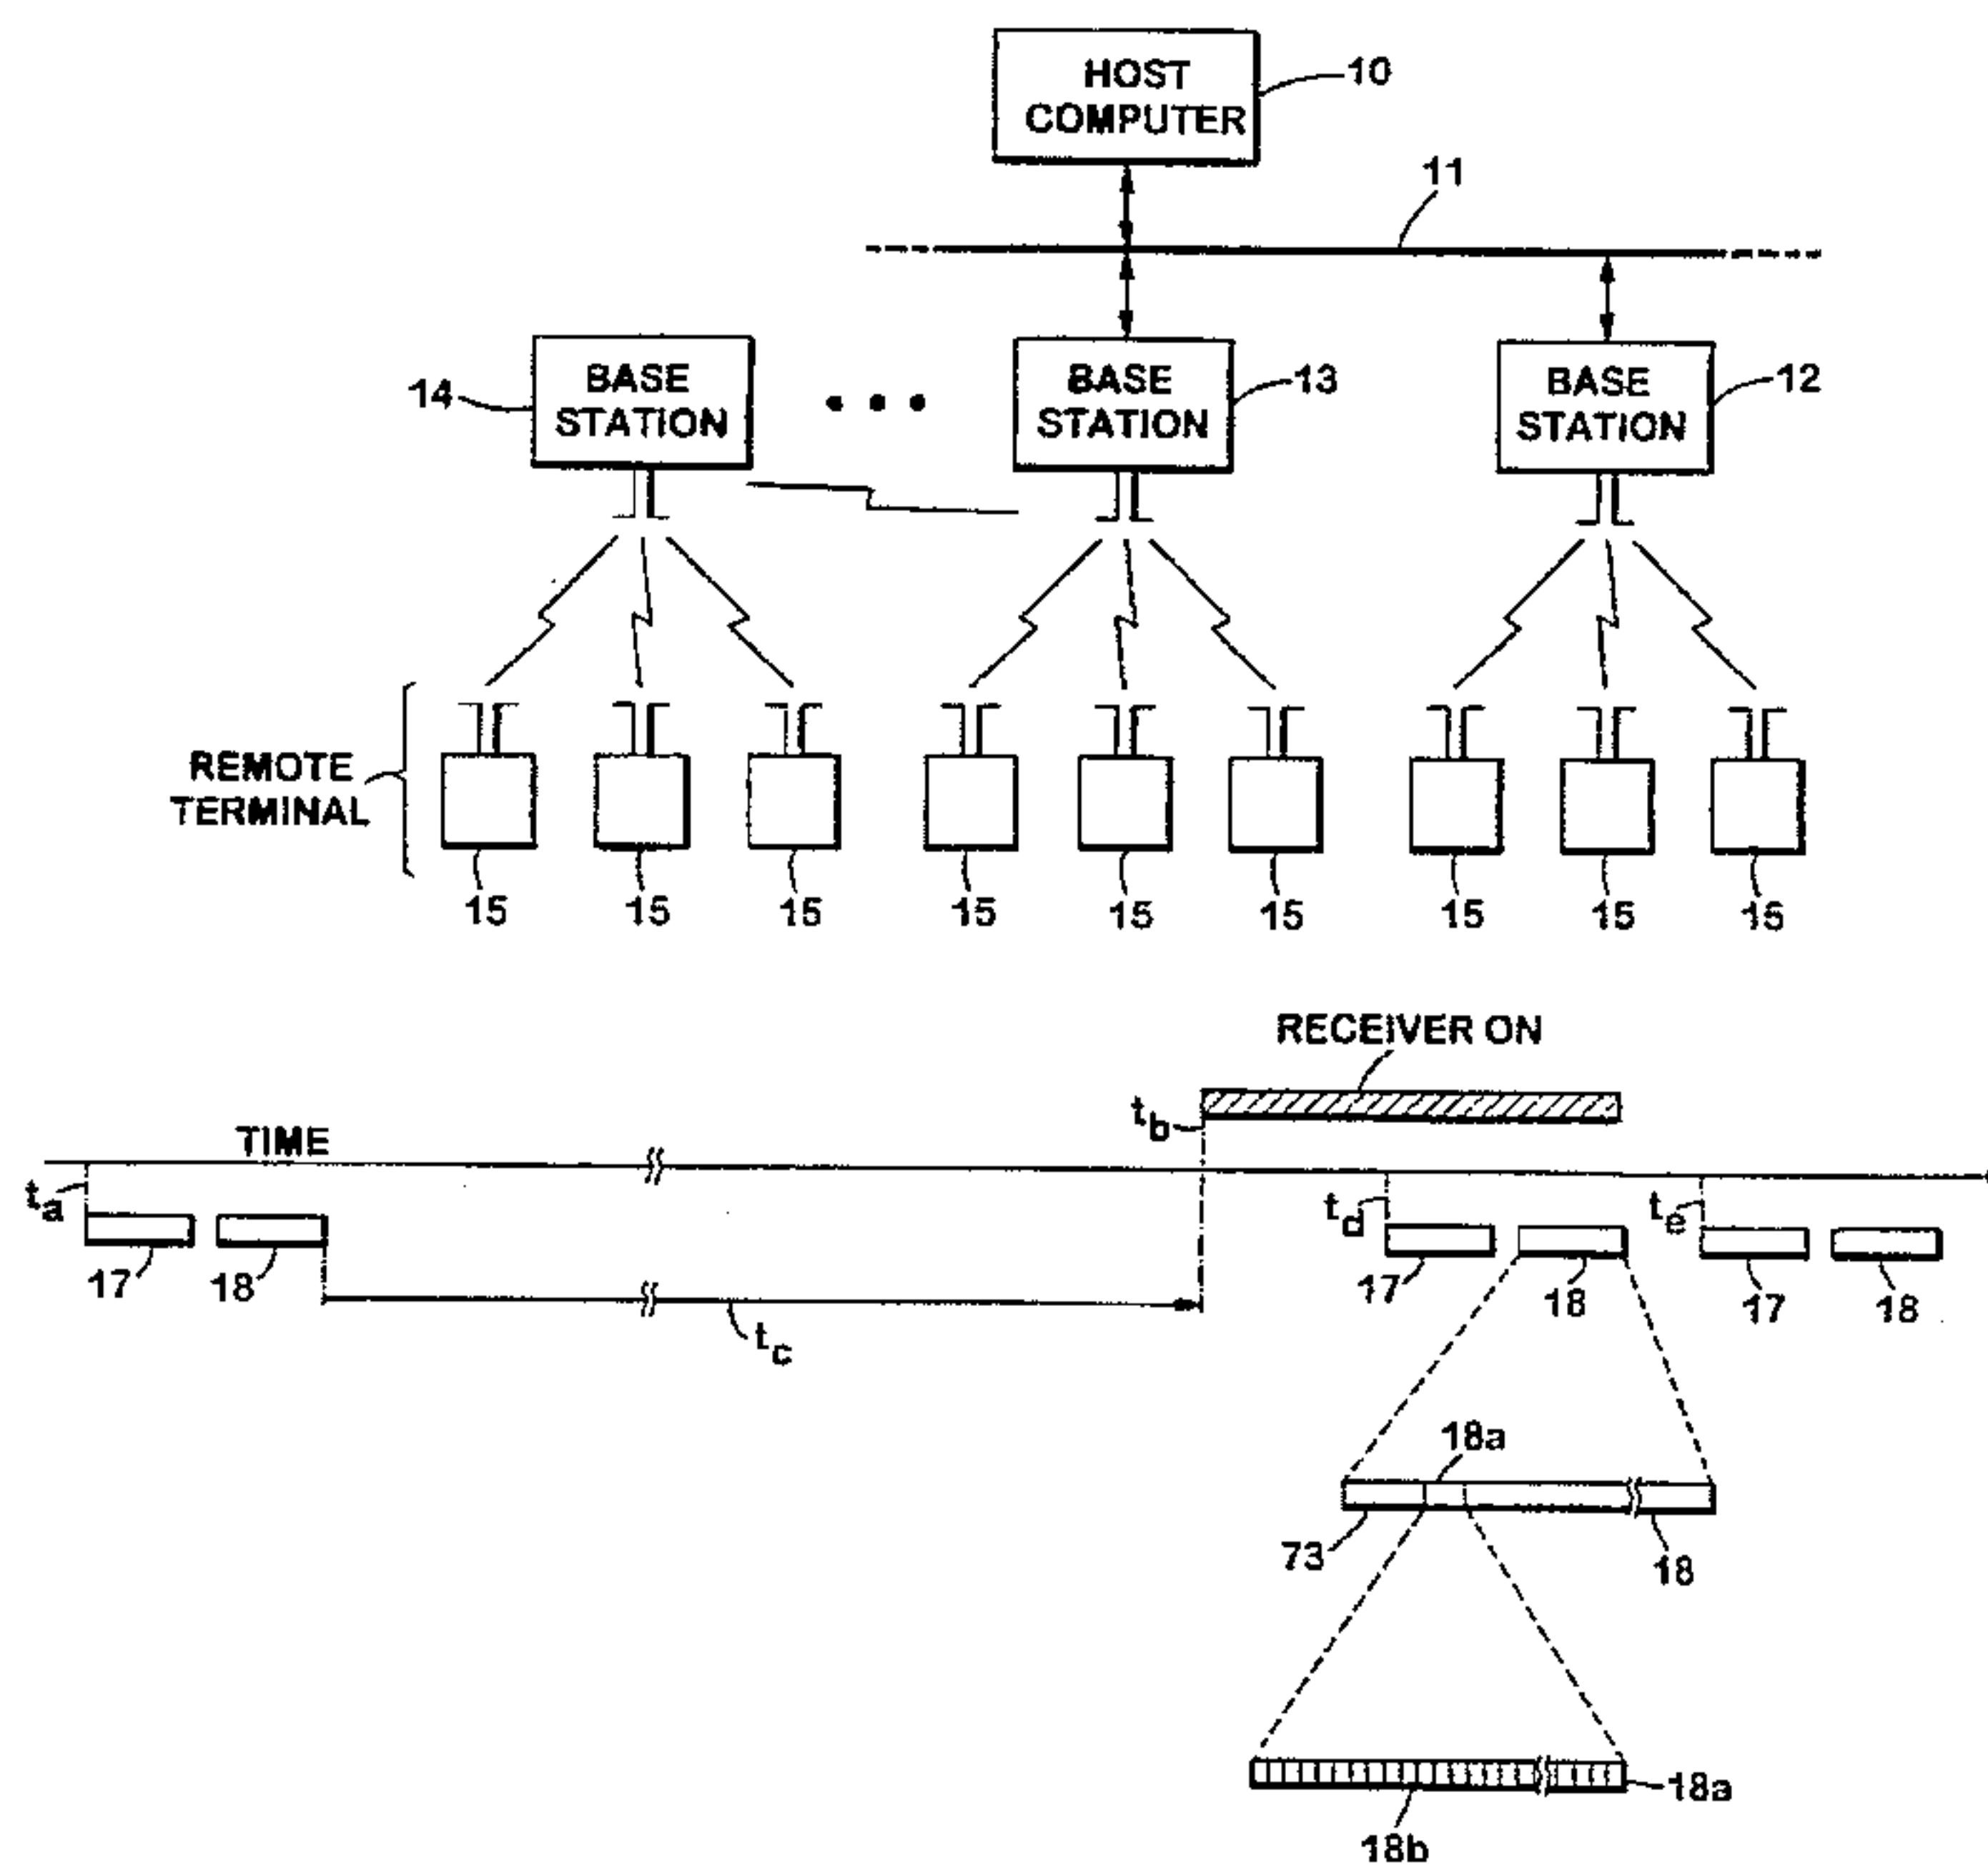 HOST
COMPUTER
10
11
BASE
STATION
14
BASE
STATION
13
BASE
STATION
12
REMOTE
TERMINAL
15 15 15 15 15 15 15 15 15
RECEIVER ON
TIME
tb
ta
td
te
17 18
17 18 17 18
tc
18a
73
18
18a
18b